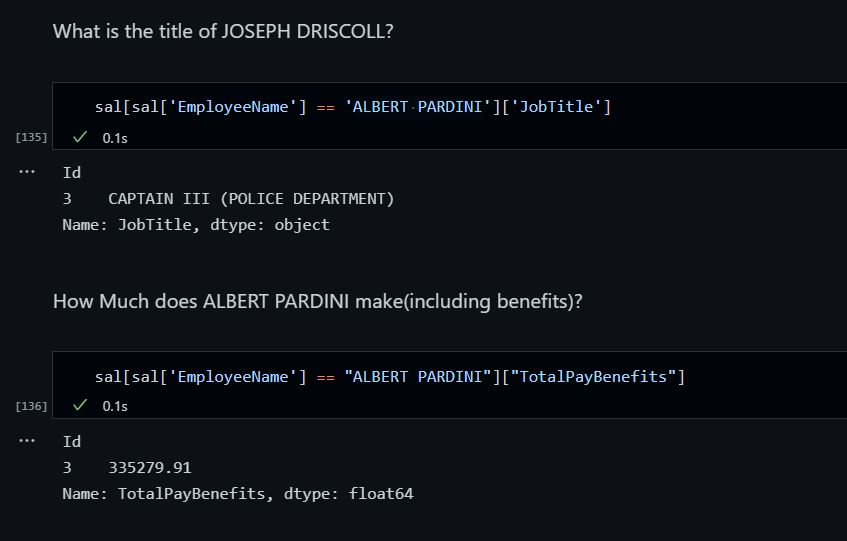 What is the title of JOSEPH DRISCOLL?
sal[sal['EmployeeName'] == 'ALBERT PARDINI']['JobTitle']
[135] ✓ 0.1s
... Id
3    CAPTAIN III (POLICE DEPARTMENT)
Name: JobTitle, dtype: object
How Much does ALBERT PARDINI make(including benefits)?
sal[sal['EmployeeName'] == "ALBERT PARDINI"]["TotalPayBenefits"]
[136] ✓ 0.1s
... Id
3    335279.91
Name: TotalPayBenefits, dtype: float64